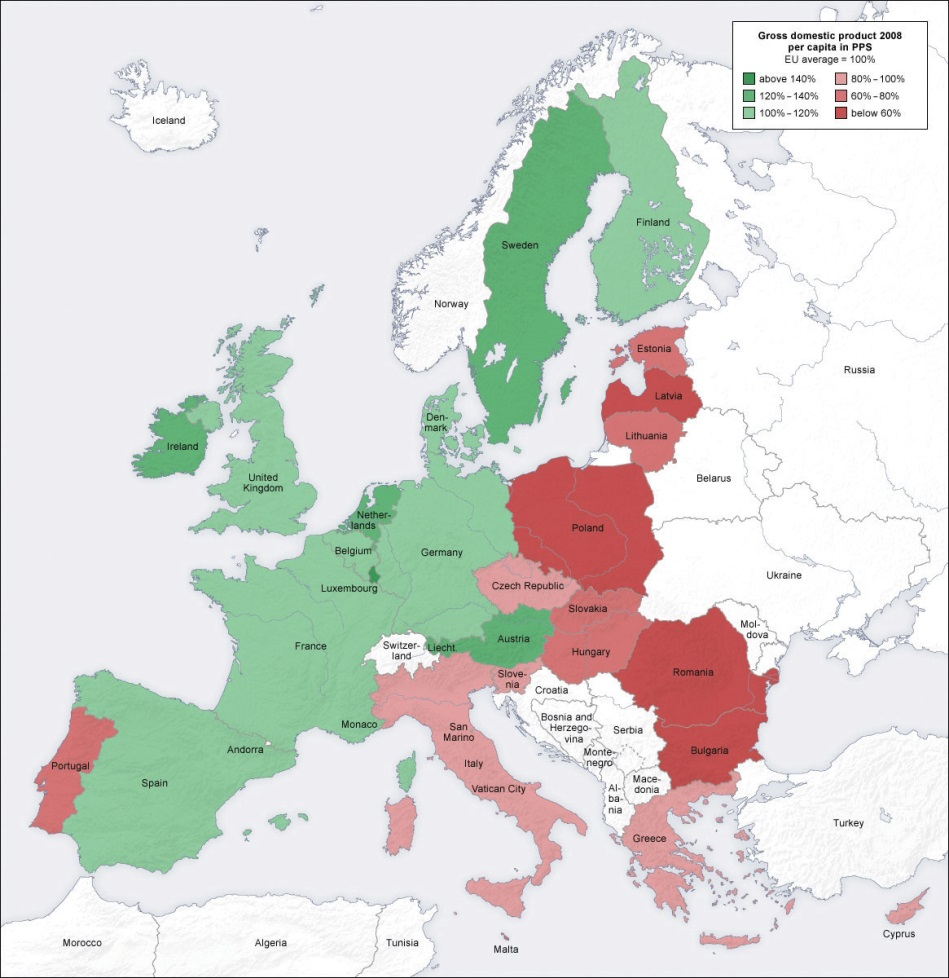 Gross domestic product 2008
per capita in PPS
EU average = 100%
above 140%
120% – 140%
100% – 120%
80% – 100%
60% – 80%
below 60%
Iceland
Finland
Sweden
Norway
Estonia
Russia
Latvia
Lithuania
Den-
mark
Ireland
United
Kingdom
Belarus
Nether-
lands
Poland
Belgium
Germany
Ukraine
Czech Republic
Luxembourg
Slovakia
Mol-
dova
Austria
France
Switzer-
land
Liecht.
Hungary
Romania
Slove-
nia
Croatia
Monaco
San
Marino
Bosnia and
Herzego-
vina
Serbia
Andorra
Bulgaria
Monte-
negro
Portugal
Italy
Spain
Vatican City
Mace-
donia
Al-
ba-
nia
Turkey
Greece
Cyprus
Morocco
Algeria
Tunisia
Malta